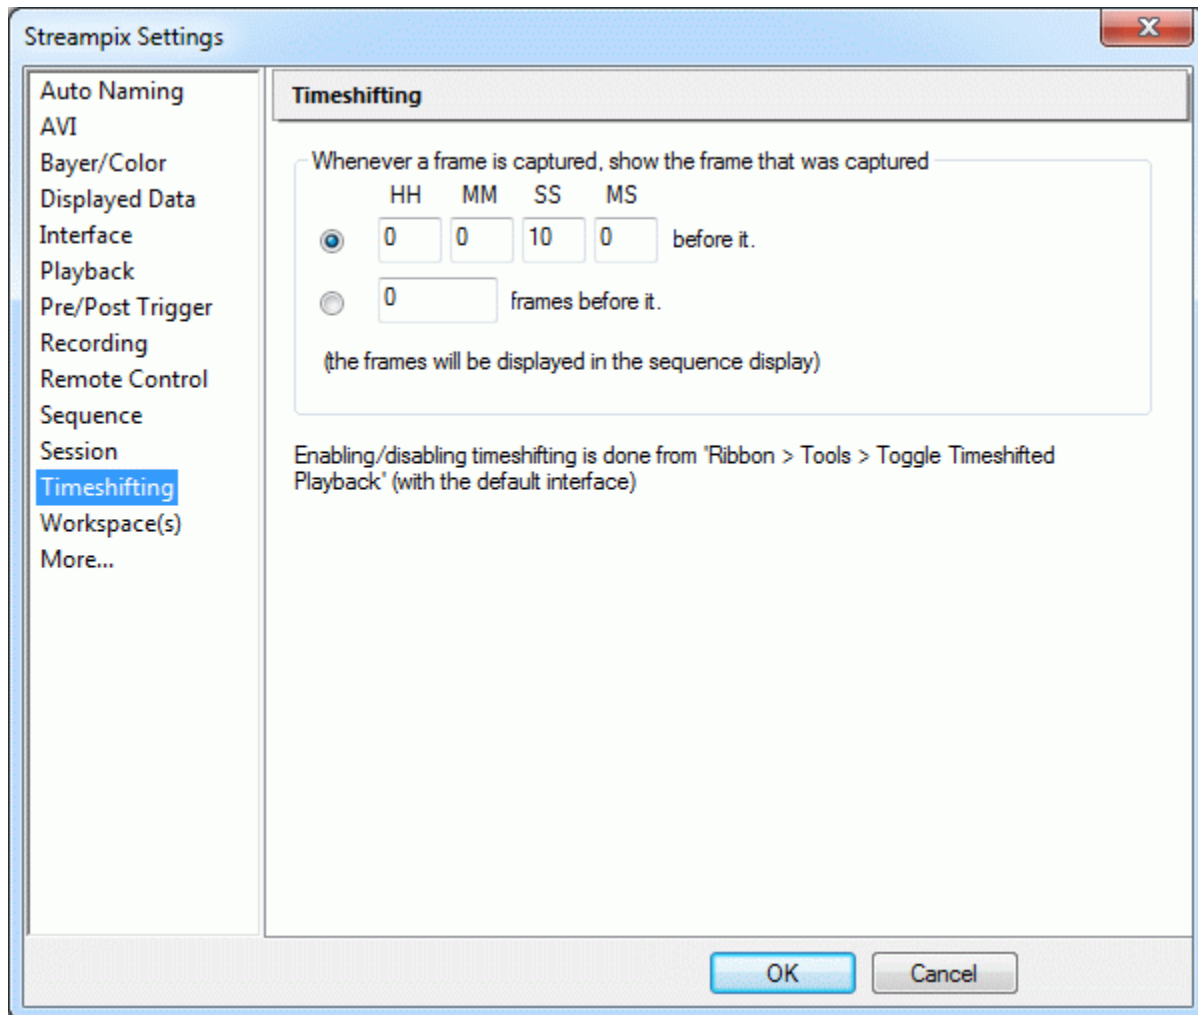 Streampix Settings
Auto Naming
AVI
Bayer/Color
Displayed Data
Interface
Playback
Pre/Post Trigger
Recording
Remote Control
Sequence
Session
Timeshifting
Workspace(s)
More...
Timeshifting
Whenever a frame is captured, show the frame that was captured
HH MM SS MS
0 0 10 0 before it.
0 frames before it.
(the frames will be displayed in the sequence display)
Enabling/disabling timeshifting is done from 'Ribbon > Tools > Toggle Timeshifted
Playback' (with the default interface)
OK Cancel